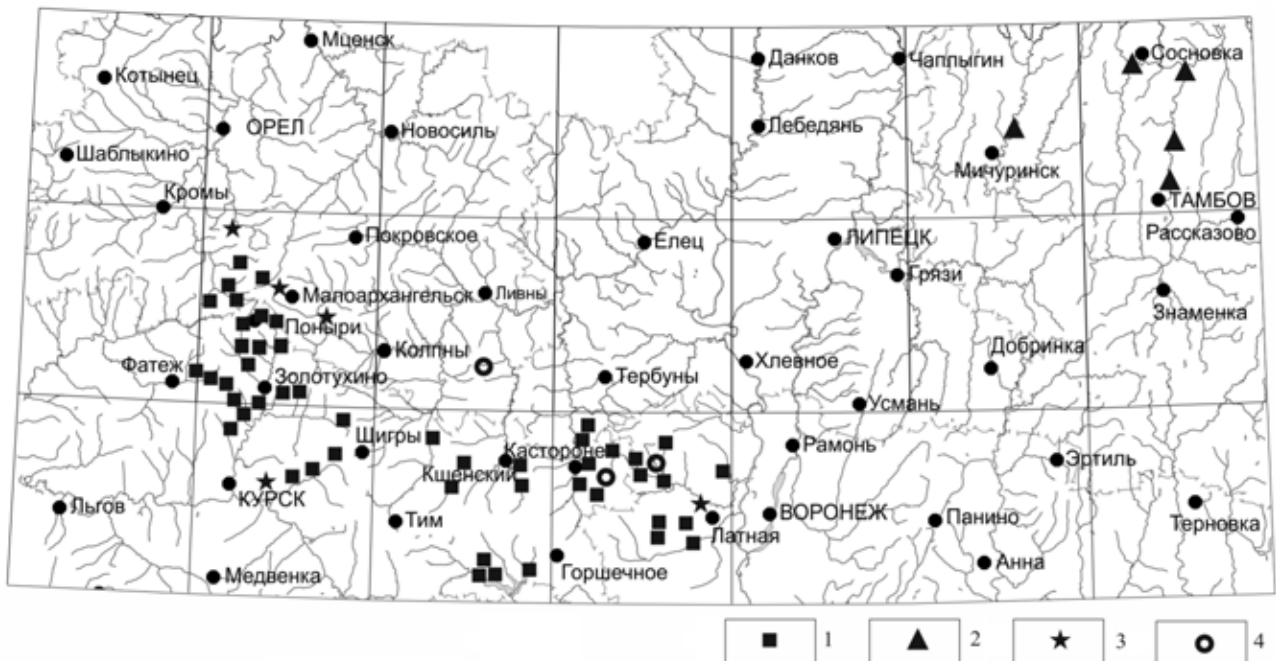 Мценск
Котынец
Данков
Чаплыгин
Сосновка
ОРЕЛ
Новосиль
Лебедянь
Шаблыкино
Мичуринск
Кромы
ТАМБОВ
Рассказово
Покровское
Елец
ЛИПЕЦК
Грязи
Малоархангельск
Ливны
Знаменка
Поныри
Колпны
Хлевное
Добринка
Фатеж
Золотухино
Тербуны
Усмань
Щигры
Рамонь
Касторное
Кшенский
Эртиль
КУРСК
Льгов
Тим
Латная
ВОРОНЕЖ
Панино
Терновка
Медвенка
Горшечное
Анна
1 2 3 4